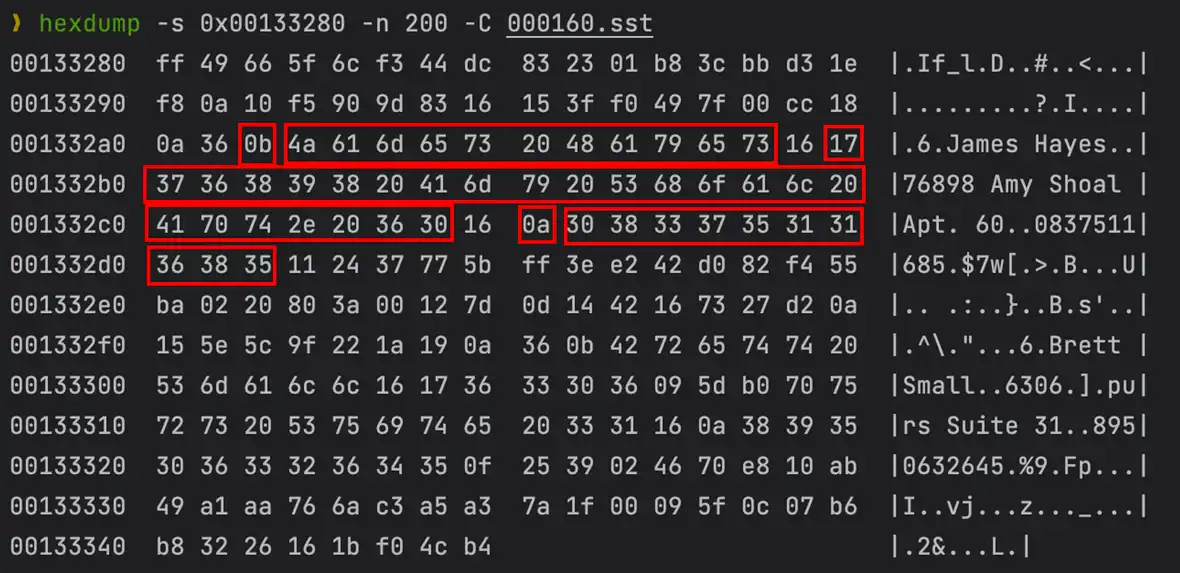 ❯ hexdump -s 0x00133280 -n 200 -C 000160.sst
00133280  ff 49 66 5f 6c f3 44 dc  83 23 01 b8 3c bb d3 1e  |.If_l.D..#..<...|
00133290  f8 0a 10 f5 90 9d 83 16  15 3f f0 49 7f 00 cc 18  |.........?.I....|
001332a0  0a 36 0b 4a 61 6d 65 73  20 48 61 79 65 73 16 17  |.6.James Hayes..|
001332b0  37 36 38 39 38 20 41 6d  79 20 53 68 6f 61 6c 20  |76898 Amy Shoal |
001332c0  41 70 74 2e 20 36 30 16  0a 30 38 33 37 35 31 31  |Apt. 60..0837511|
001332d0  36 38 35 11 24 37 77 5b  ff 3e e2 42 d0 82 f4 55  |685.$7w[.>.B...U|
001332e0  ba 02 20 80 3a 00 12 7d  0d 14 42 16 73 27 d2 0a  |.. .:..}..B.s'..|
001332f0  15 5e 5c 9f 22 1a 19 0a  36 0b 42 72 65 74 74 20  |.^\."...6.Brett |
00133300  53 6d 61 6c 6c 16 17 36  33 30 36 09 5d b0 70 75  |Small..6306.].pu|
00133310  72 73 20 53 75 69 74 65  20 33 31 16 0a 38 39 35  |rs Suite 31..895|
00133320  30 36 33 32 36 34 35 0f  25 39 02 46 70 e8 10 ab  |0632645.%9.Fp...|
00133330  49 a1 aa 76 6a c3 a5 a3  7a 1f 00 09 5f 0c 07 b6  |I..vj...z..._...|
00133340  b8 32 26 16 1b f0 4c b4                           |.2&...L.|